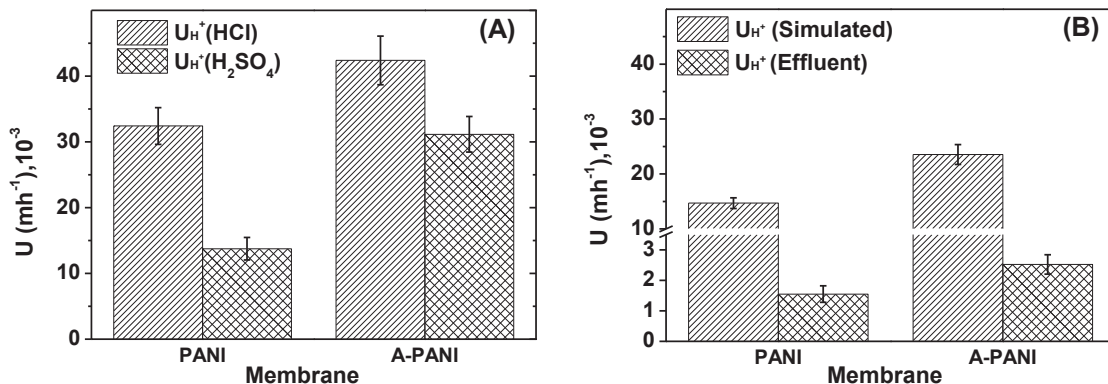 (A)
U_H⁺(HCl)
U_H⁺(H₂SO₄)
40
30
20
10
0
U (mh⁻¹),10⁻³
PANI A-PANI
Membrane
(B)
U_H⁺ (Simulated)
U_H⁺ (Effluent)
40
30
20
10
3
2
1
0
U (mh⁻¹), 10⁻³
PANI A-PANI
Membrane